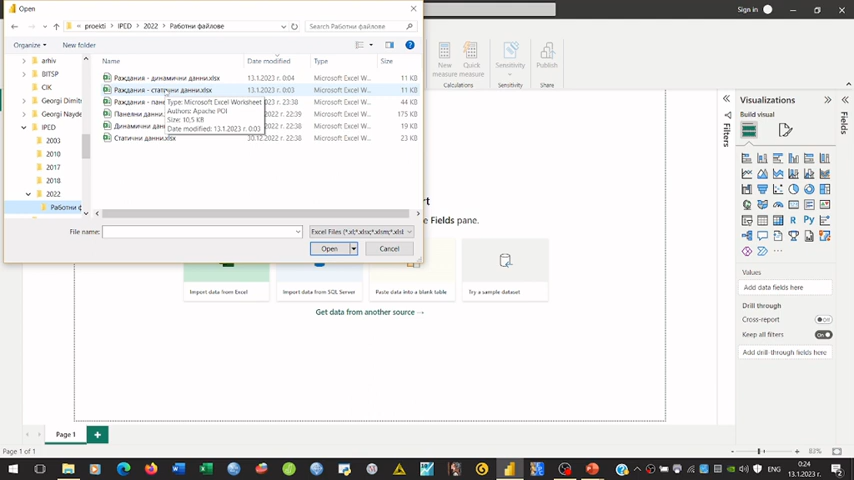 Open
Sign in
« proekti > IPED > 2022 > Работни файлове
Search Работни файлове
Organize
New folder
arhiv
BITSP
CIK
Georgi Dimit
Georgi Nayde
IPED
2003
2010
2017
2018
2022
Работни ф
Name
Date modified
Type
Size
Раждания - динамични данни.xlsx 13.1.2023 г. 0:04 Microsoft Excel W... 11 KB
Раждания - статични данни.xlsx 13.1.2023 г. 0:03 Microsoft Excel W... 11 KB
Раждания - пане 23:38 Microsoft Excel W... 44 KB
Панелни данни. 22:39 Microsoft Excel W... 175 KB
Динамични данн 22:38 Microsoft Excel W... 19 KB
Статични данни.xlsx 30.12.2022 г. 22:38 Microsoft Excel W... 23 KB
Type: Microsoft Excel Worksheet
Authors: Apache POI
Size: 10,5 KB
Date modified: 13.1.2023 г. 0:03
File name:
Excel Files (*.xl;*.xlsx;*.xlsm;*.xlsl
Open
Cancel
New measure
Quick measure
Sensitivity
Publish
Calculations
Sensitivity
Share
rt
Fields pane.
Import data from Excel
Import data from SQL Server
Paste data into a blank table
Try a sample dataset
Get data from another source →
Filters
Visualizations
Build visual
Values
Add data fields here
Drill through
Cross-report
Off
Keep all filters
On
Add drill-through fields here
Fields
Page 1
Page 1 of 1
83%
ENG
0:24
13.1.2023 г.